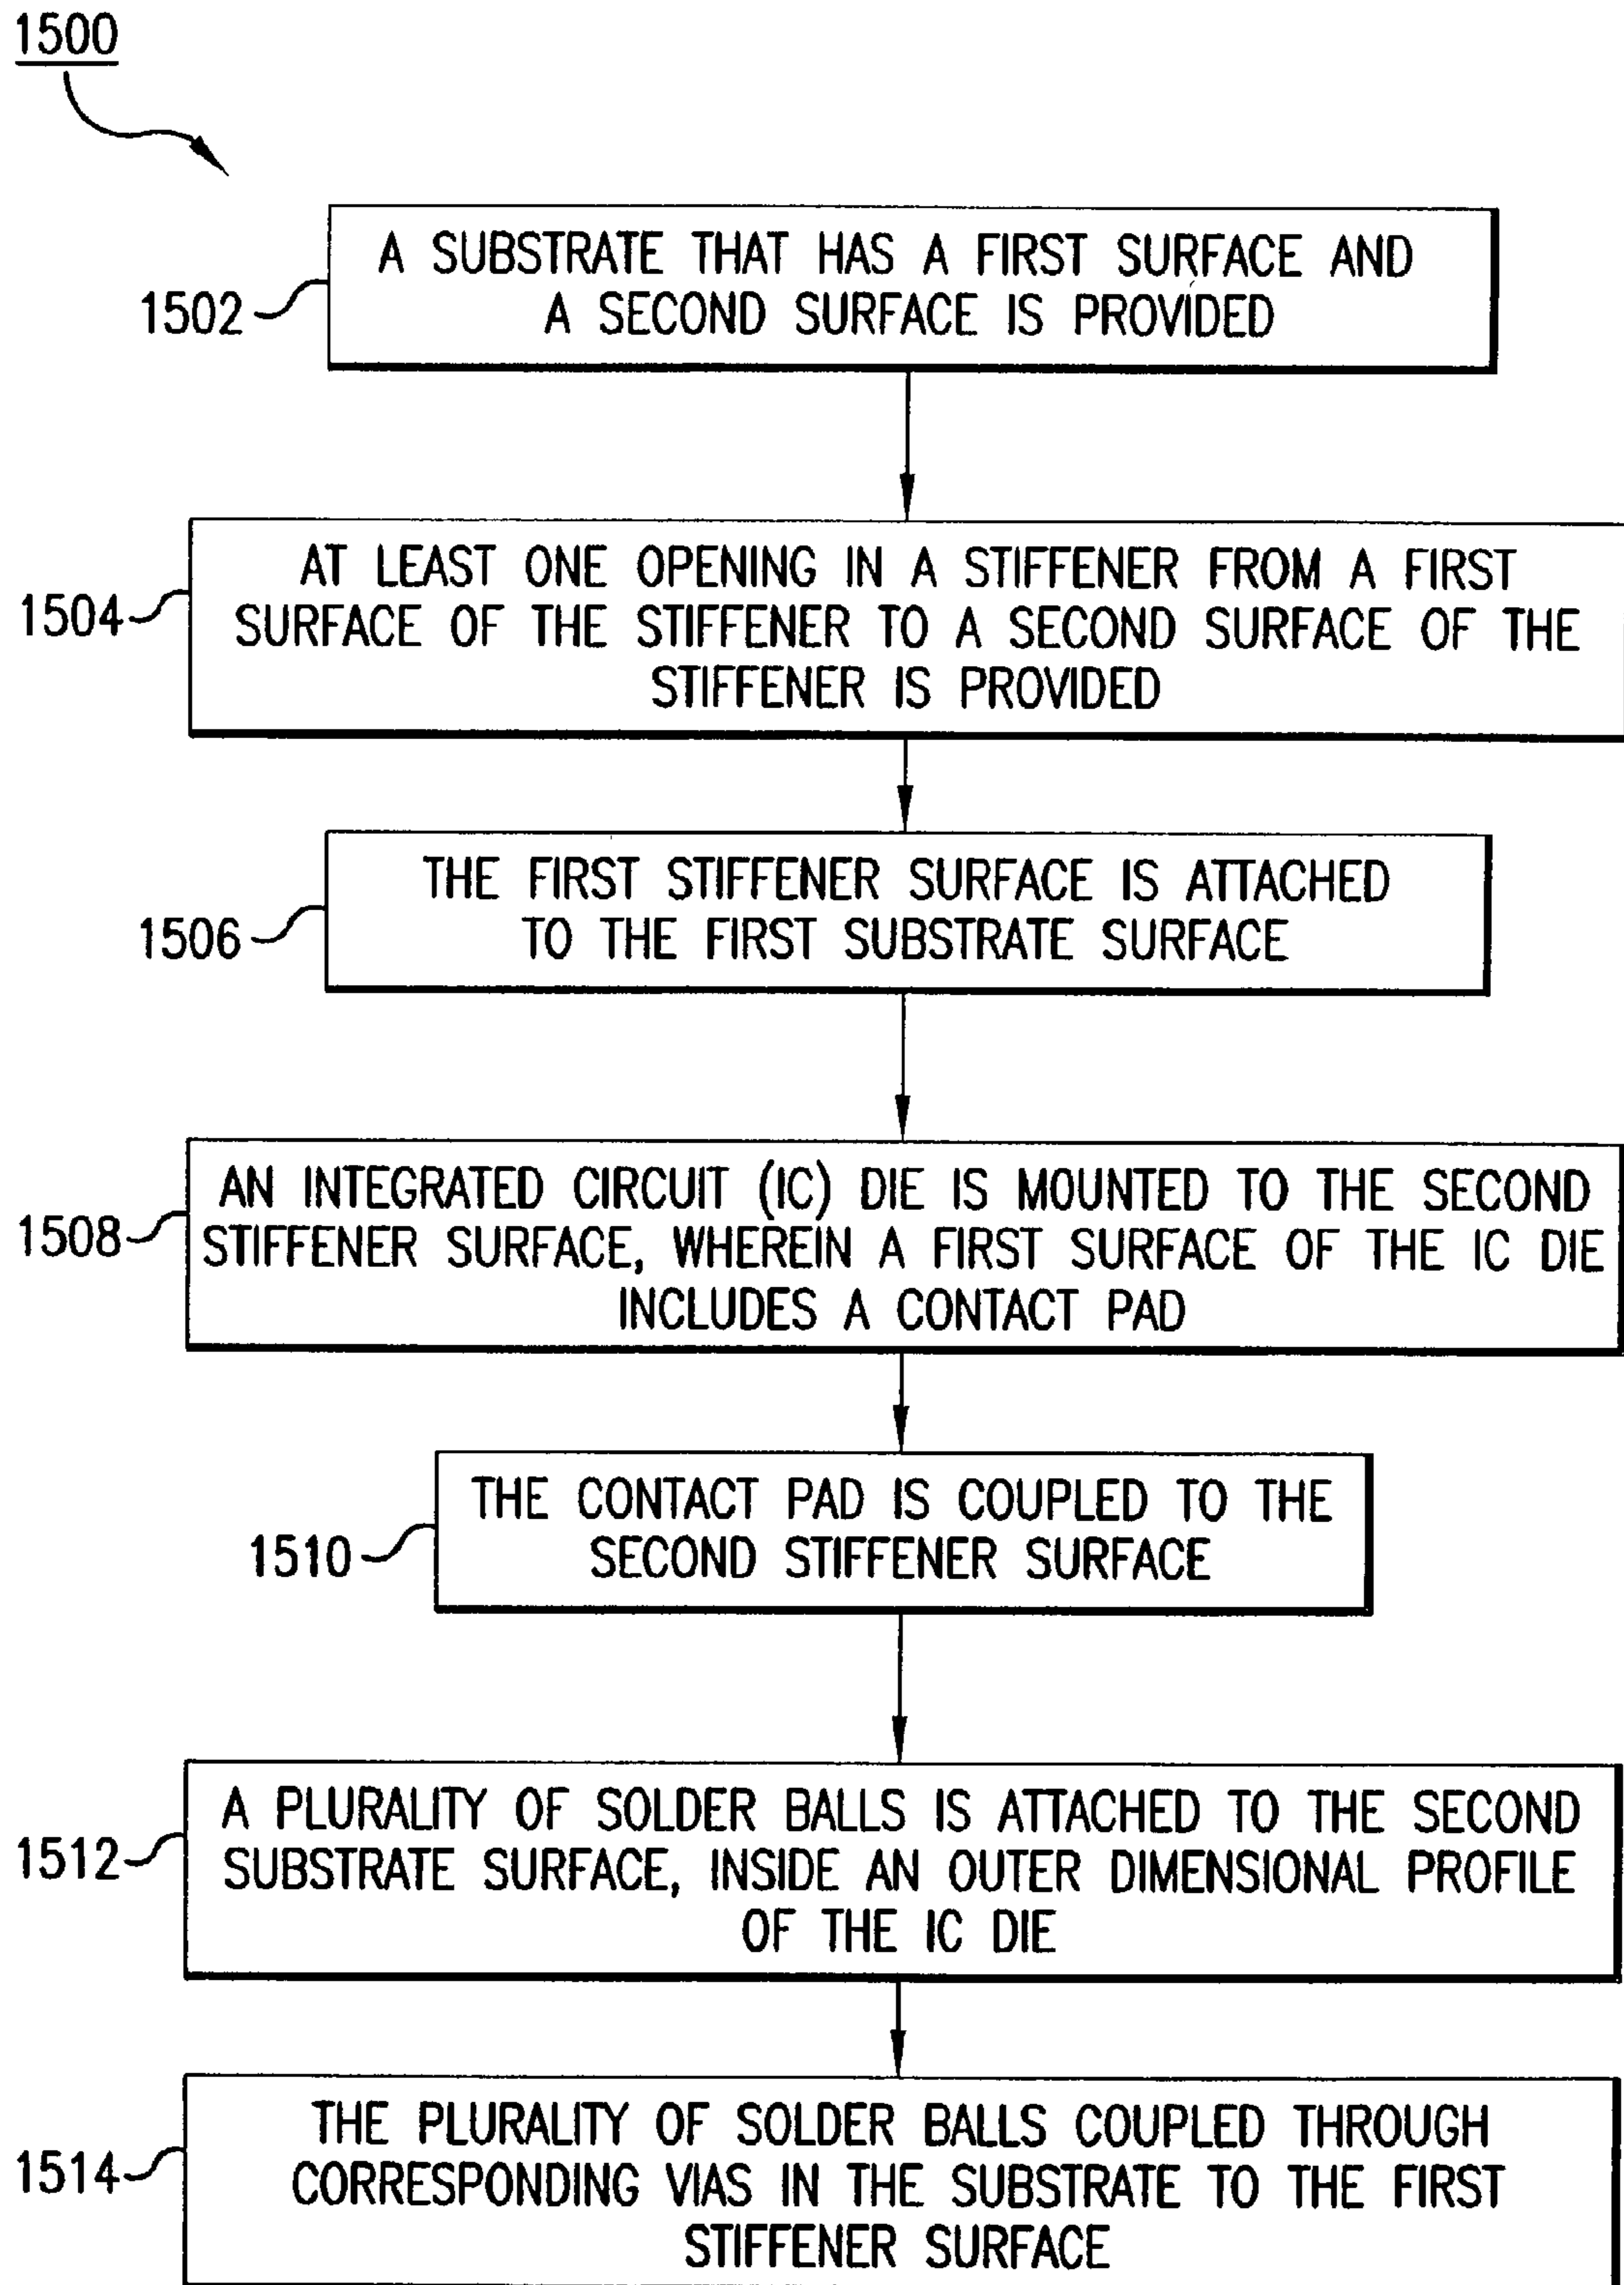 1500
A SUBSTRATE THAT HAS A FIRST SURFACE AND
A SECOND SURFACE IS PROVIDED
1502
AT LEAST ONE OPENING IN A STIFFENER FROM A FIRST
SURFACE OF THE STIFFENER TO A SECOND SURFACE OF THE
STIFFENER IS PROVIDED
1504
THE FIRST STIFFENER SURFACE IS ATTACHED
TO THE FIRST SUBSTRATE SURFACE
1506
AN INTEGRATED CIRCUIT (IC) DIE IS MOUNTED TO THE SECOND
STIFFENER SURFACE, WHEREIN A FIRST SURFACE OF THE IC DIE
INCLUDES A CONTACT PAD
1508
THE CONTACT PAD IS COUPLED TO THE
SECOND STIFFENER SURFACE
1510
A PLURALITY OF SOLDER BALLS IS ATTACHED TO THE SECOND
SUBSTRATE SURFACE, INSIDE AN OUTER DIMENSIONAL PROFILE
OF THE IC DIE
1512
THE PLURALITY OF SOLDER BALLS COUPLED THROUGH
CORRESPONDING VIAS IN THE SUBSTRATE TO THE FIRST
STIFFENER SURFACE
1514